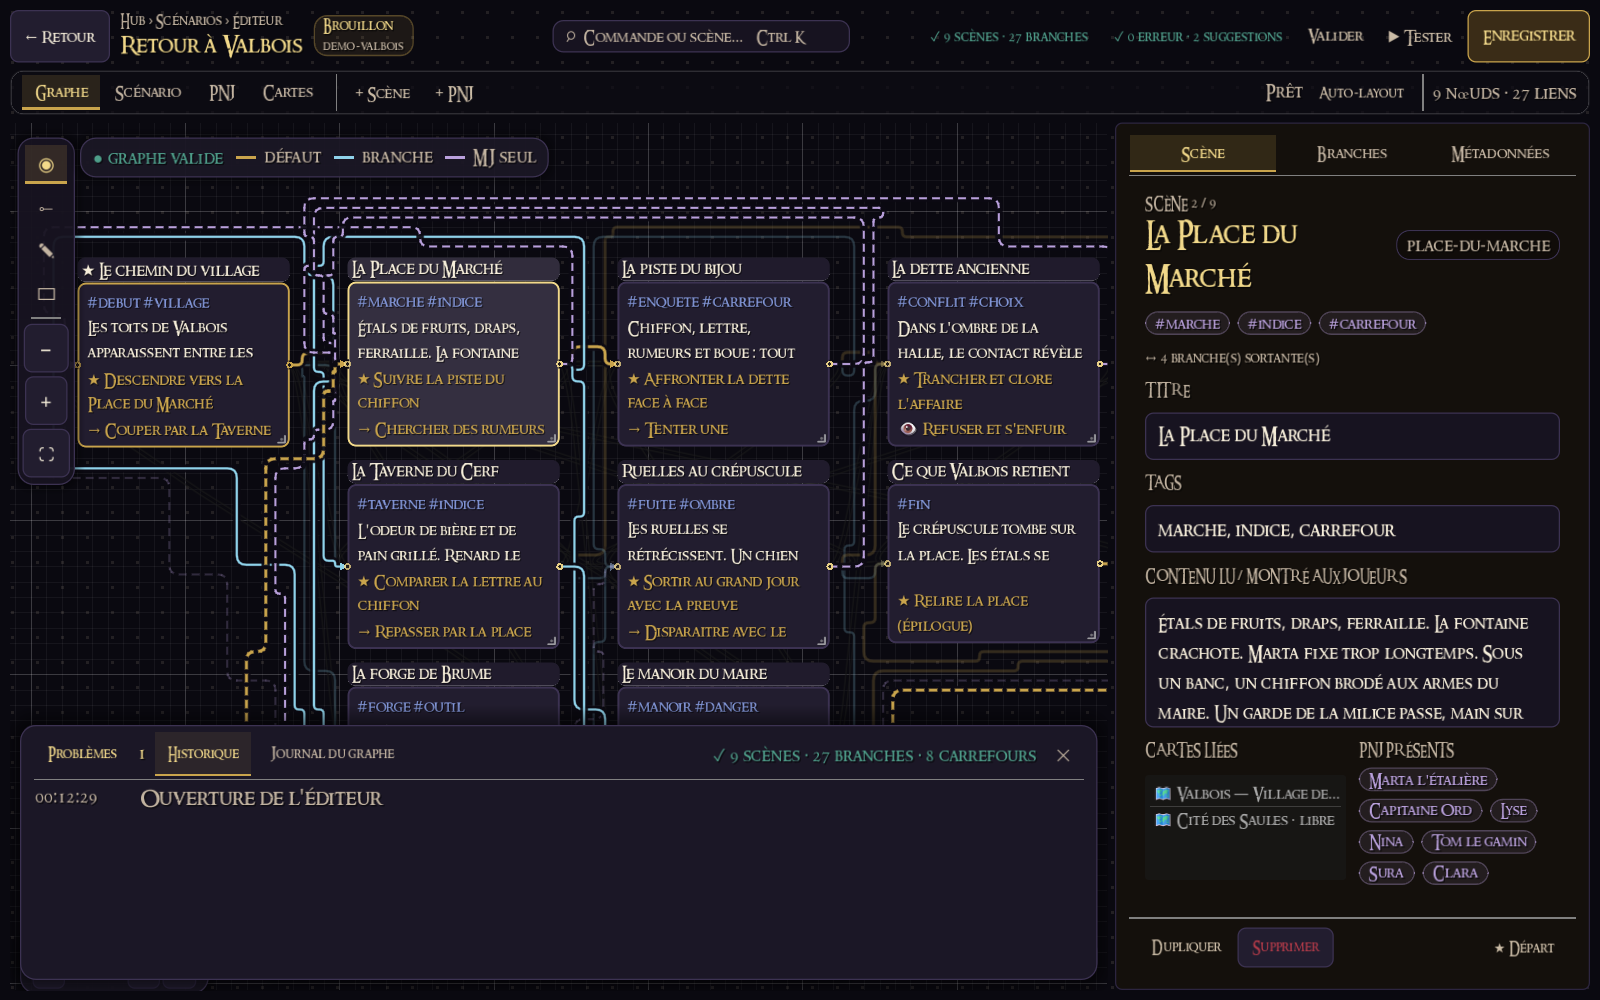 ← Retour
Hub › Scénarios › Éditeur
Retour à Valbois
Brouillon
demo-valbois
Commande ou scène... Ctrl K
✓ 9 scènes · 27 branches
✓ 0 erreur · 2 suggestions
Valider
▶ Tester
Enregistrer
Graphe
Scénario
PNJ
Cartes
+ Scène
+ PNJ
Prêt
Auto-layout
9 nœuds · 27 liens
● Graphe valide
défaut
branche
MJ seul
★ Le chemin du village
#debut #village
Les toits de Valbois
apparaissent entre les
★ Descendre vers la
Place du Marché
→ Couper par la Taverne
La Place du Marché
#marche #indice
Étals de fruits, draps,
ferraille. La fontaine
★ Suivre la piste du
chiffon
→ Chercher des rumeurs
La piste du bijou
#enquete #carrefour
Chiffon, lettre,
rumeurs et boue : tout
★ Affronter la dette
face à face
→ Tenter une
La dette ancienne
#conflit #choix
Dans l'ombre de la
halle, le contact révèle
★ Trancher et clore
l'affaire
👁 Refuser et s'enfuir
La Taverne du Cerf
#taverne #indice
L'odeur de bière et de
pain grillé. Renard le
★ Comparer la lettre au
chiffon
→ Repasser par la place
Ruelles au crépuscule
#fuite #ombre
Les ruelles se
rétrécissent. Un chien
★ Sortir au grand jour
avec la preuve
→ Disparaitre avec le
Ce que Valbois retient
#fin
Le crépuscule tombe sur
la place. Les étals se
★ Relire la place
(épilogue)
La forge de Brume
#forge #outil
Le manoir du maire
#manoir #danger
Problèmes 1
Historique
Journal du graphe
✓ 9 scènes · 27 branches · 8 carrefours
×
00:12:29 Ouverture de l'éditeur
Scène
Branches
Métadonnées
Scène 2 / 9
La Place du
Marché
place-du-marche
#marche
#indice
#carrefour
↔ 4 branche(s) sortante(s)
Titre
La Place du Marché
Tags
marche, indice, carrefour
Contenu lu / montré aux joueurs
Étals de fruits, draps, ferraille. La fontaine
crachote. Marta fixe trop longtemps. Sous
un banc, un chiffon brodé aux armes du
maire. Un garde de la milice passe, main sur
Cartes liées
Valbois — Village de...
Cité des Saules · libre
PNJ présents
Marta l'étalière
Capitaine Ord
Lyse
Nina
Tom le gamin
Sura
Clara
Dupliquer
Supprimer
★ Départ